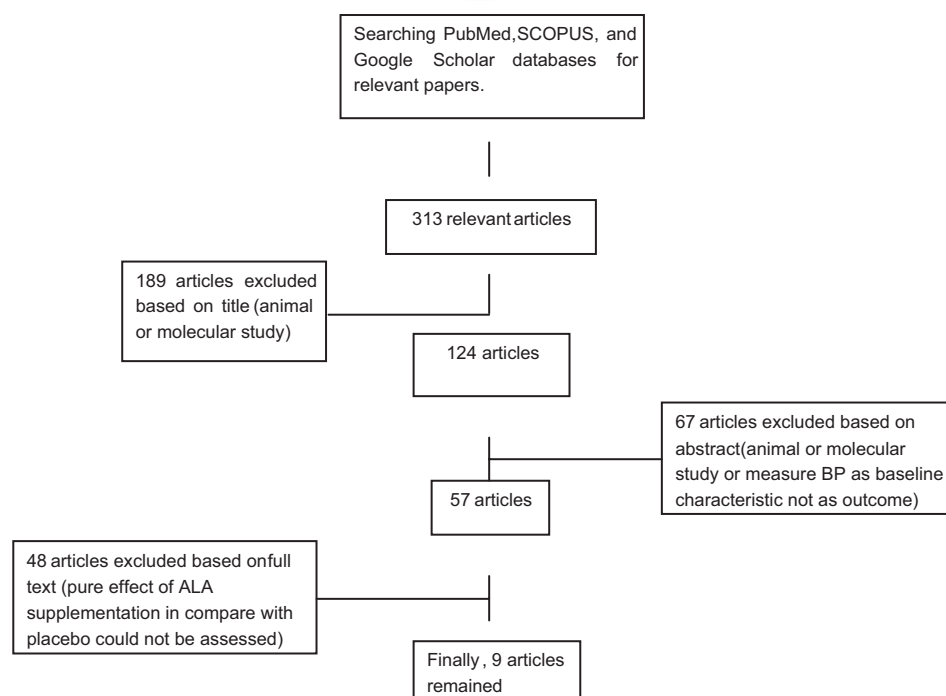 Searching PubMed,SCOPUS, and
Google Scholar databases for
relevant papers.
313 relevant articles
189 articles excluded
based on title (animal
or molecular study)
124 articles
67 articles excluded based on
abstract(animal or molecular
study or measure BP as baseline
characteristic not as outcome)
57 articles
48 articles excluded based onfull
text (pure effect of ALA
supplementation in compare with
placebo could not be assessed)
Finally, 9 articles
remained